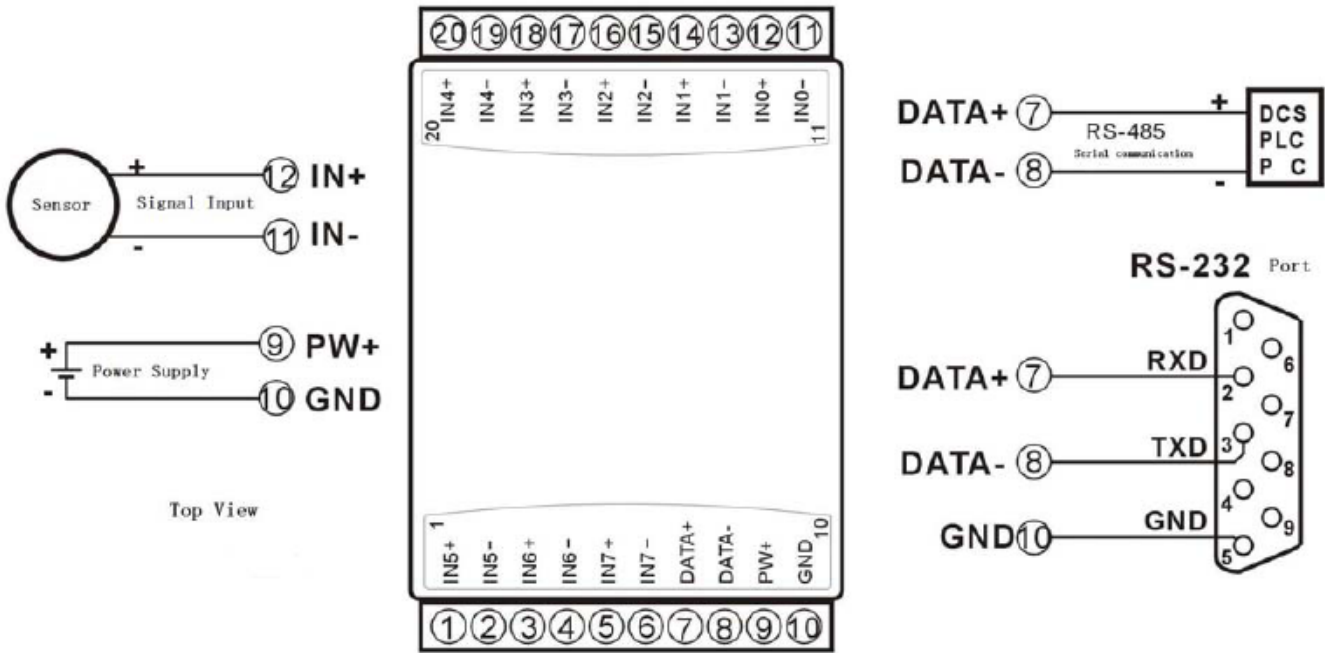 20 19 18 17 16 15 14 13 12 11
IN4+ IN4- IN3+ IN3- IN2+ IN2- IN1+ IN1- IN0+ IN0-
20 11
Sensor
+ Signal Input -
12 IN+
11 IN-
+ Power Supply -
9 PW+
10 GND
Top View
1 10
IN5+ IN5- IN6+ IN6- IN7+ IN7- DATA+ DATA- PW+ GND
1 2 3 4 5 6 7 8 9 10
DATA+ 7 +
RS-485
Serial communication
DATA- 8 -
DCS
PLC
P C
RS-232 Port
DATA+ 7 RXD
DATA- 8 TXD
GND 10 GND
1
2
3
4
5
6
7
8
9